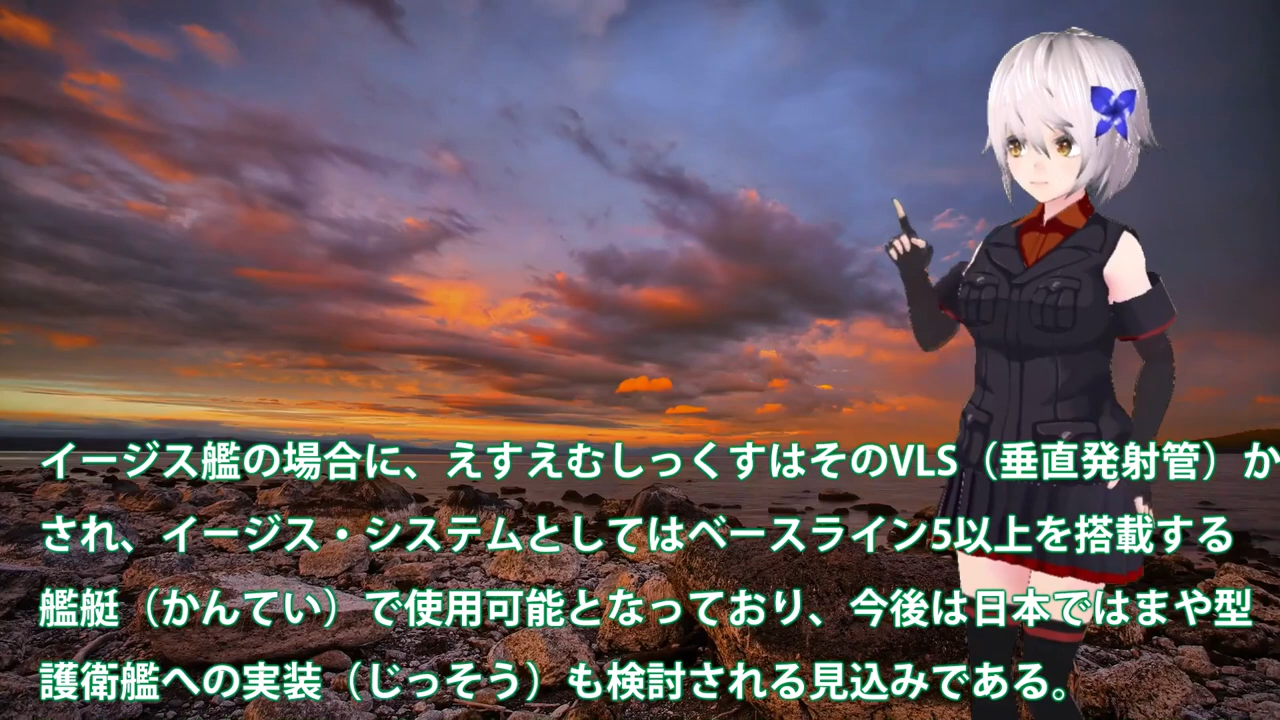 イージス艦の場合に、えすえむしっくすはそのVLS（垂直発射管）か
され、イージス・システムとしてはベースライン5以上を搭載する
艦艇（かんてい）で使用可能となっており、今後は日本ではまや型
護衛艦への実装（じっそう）も検討される見込みである。